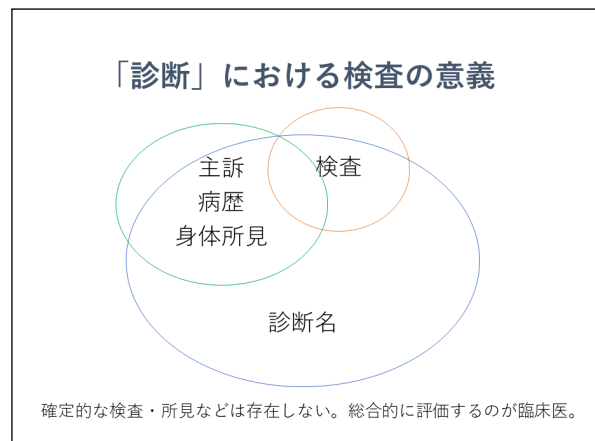 「診断」における検査の意義
主訴
病歴
身体所見
検査
診断名
確定的な検査・所見などは存在しない。総合的に評価するのが臨床医。